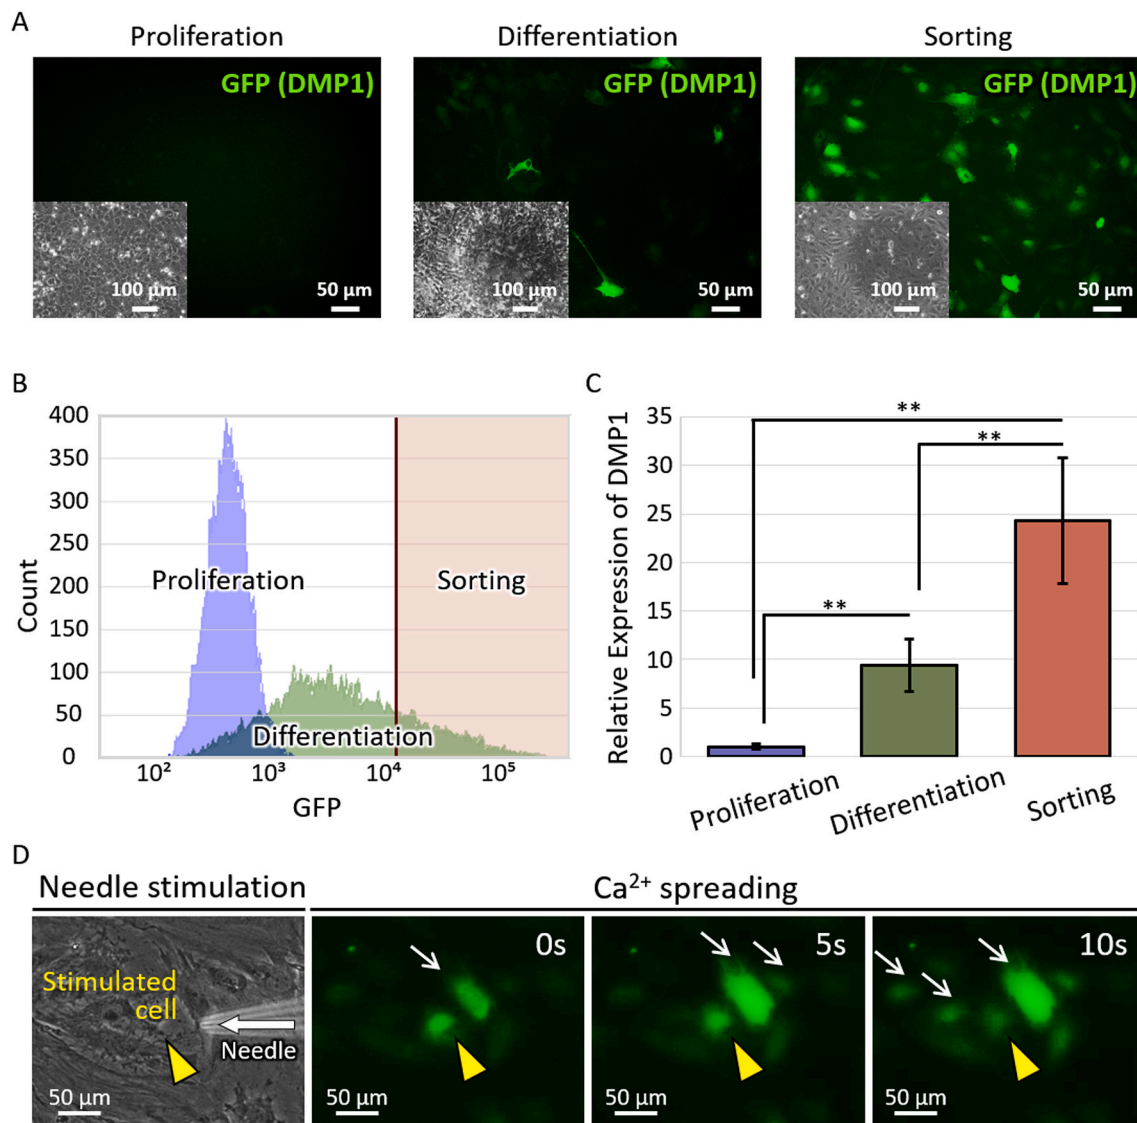 A
Proliferation
Differentiation
Sorting
GFP (DMP1)
GFP (DMP1)
GFP (DMP1)
100 µm
50 µm
100 µm
50 µm
100 µm
50 µm
B
400
350
300
250
200
150
100
50
0
Count
Proliferation
Sorting
Differentiation
10²
10³
10⁴
10⁵
GFP
C
Relative Expression of DMP1
35
30
25
20
15
10
5
0
**
**
**
Proliferation
Differentiation
Sorting
D
Needle stimulation
Ca²⁺ spreading
Stimulated
cell
Needle
50 µm
0s
50 µm
5s
50 µm
10s
50 µm